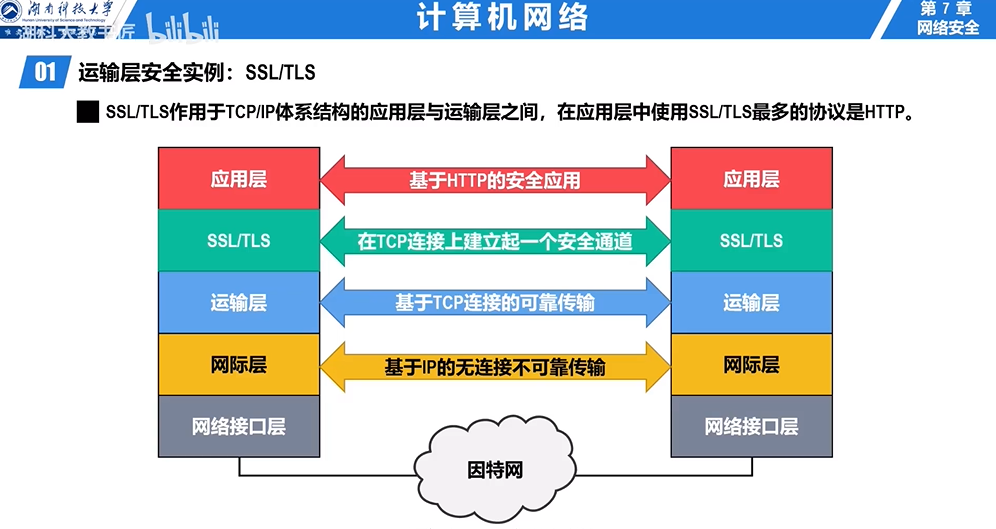 湖南科技大学
Hunan University of Science and Technology
湖科大教书匠 bilibili
计算机网络
第 7 章
网络安全
01 运输层安全实例：SSL/TLS
SSL/TLS作用于TCP/IP体系结构的应用层与运输层之间，在应用层中使用SSL/TLS最多的协议是HTTP。
应用层 基于HTTP的安全应用 应用层
SSL/TLS 在TCP连接上建立起一个安全通道 SSL/TLS
运输层 基于TCP连接的可靠传输 运输层
网际层 基于IP的无连接不可靠传输 网际层
网络接口层 网络接口层
因特网